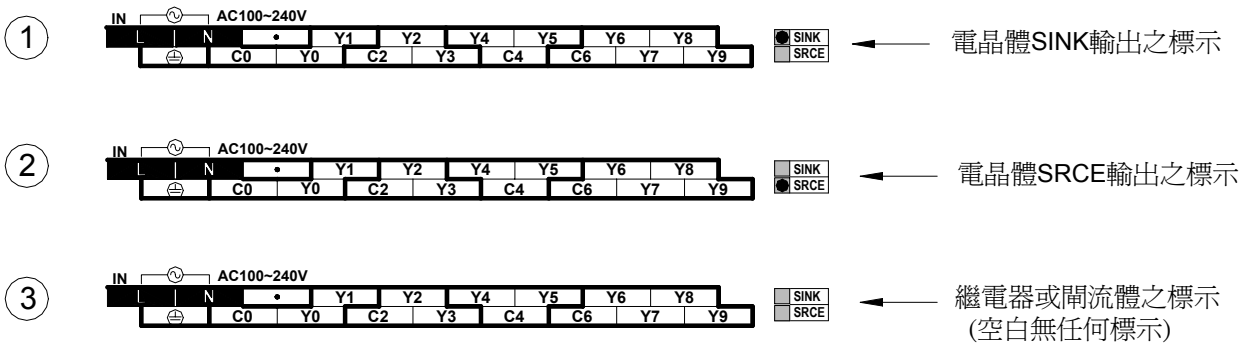 1
IN AC100~240V
L N Y1 Y2 Y4 Y5 Y6 Y8
C0 Y0 C2 Y3 C4 C6 Y7 Y9
SINK
SRCE
電晶體SINK輸出之標示
2
IN AC100~240V
L N Y1 Y2 Y4 Y5 Y6 Y8
C0 Y0 C2 Y3 C4 C6 Y7 Y9
SINK
SRCE
電晶體SRCE輸出之標示
3
IN AC100~240V
L N Y1 Y2 Y4 Y5 Y6 Y8
C0 Y0 C2 Y3 C4 C6 Y7 Y9
SINK
SRCE
繼電器或閘流體之標示
(空白無任何標示)